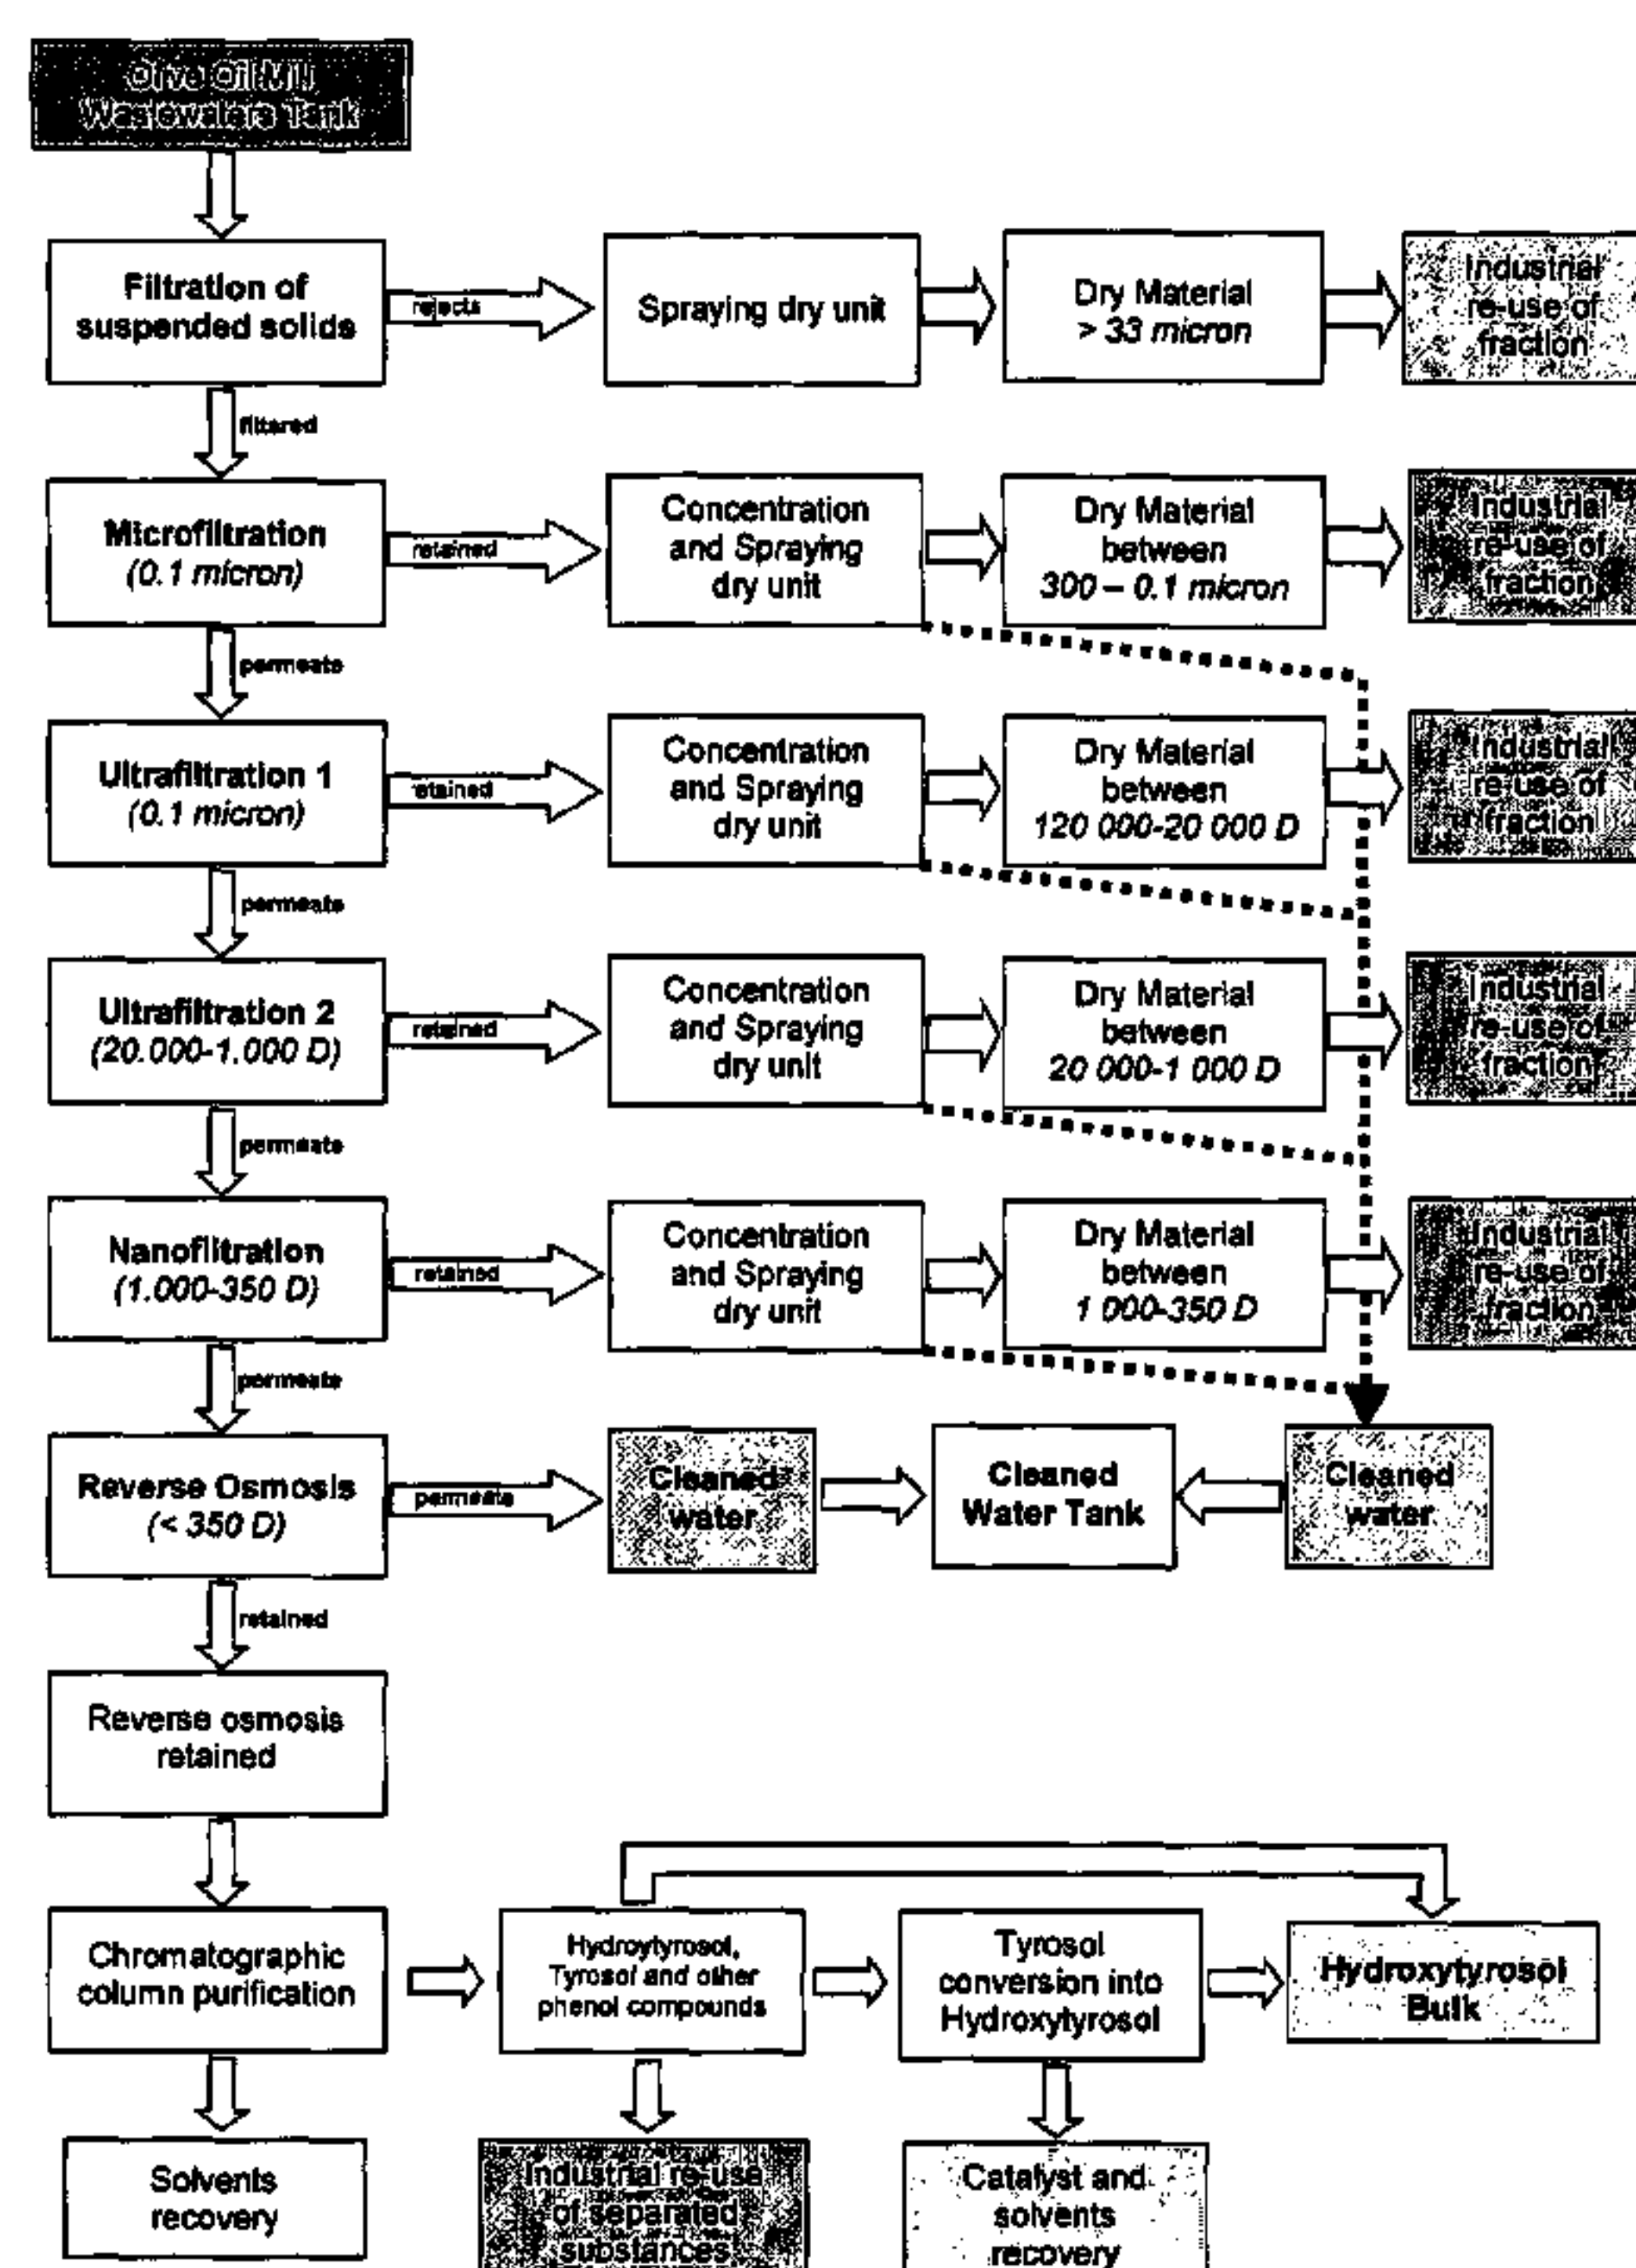 Olive Oil Mill
Wastewaters Tank
Filtration of
suspended solids
rejects
Spraying dry unit
Dry Material
> 33 micron
Industrial
re-use of
fraction
filtered
Microfiltration
(0.1 micron)
retained
Concentration
and Spraying
dry unit
Dry Material
between
300 – 0.1 micron
Industrial
re-use of
fraction
permeate
Ultrafiltration 1
(0.1 micron)
retained
Concentration
and Spraying
dry unit
Dry Material
between
120 000-20 000 D
Industrial
re-use of
fraction
permeate
Ultrafiltration 2
(20.000-1.000 D)
retained
Concentration
and Spraying
dry unit
Dry Material
between
20 000-1 000 D
Industrial
re-use of
fraction
permeate
Nanofiltration
(1.000-350 D)
retained
Concentration
and Spraying
dry unit
Dry Material
between
1 000-350 D
Industrial
re-use of
fraction
permeate
Reverse Osmosis
(< 350 D)
permeate
Cleaned
water
Cleaned
Water Tank
Cleaned
water
retained
Reverse osmosis
retained
Chromatographic
column purification
Hydroytyrosol,
Tyrosol and other
phenol compounds
Tyrosol
conversion into
Hydroxytyrosol
Hydroxytyrosol
Bulk
Solvents
recovery
Industrial re-use
of separated
substances
Catalyst and
solvents
recovery